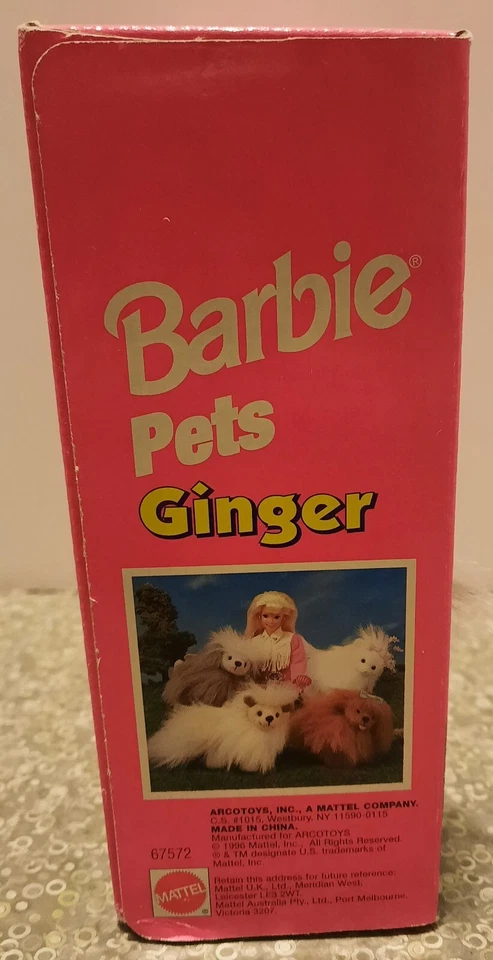 Barbie®
Pets
Ginger
ARCOTOYS, INC., A MATTEL COMPANY.
C.S. #1015, Westbury, NY 11590-0115
MADE IN CHINA.
Manufactured for ARCOTOYS
© 1996 Mattel, Inc., All Rights Reserved.
® & TM designate U.S. trademarks of
Mattel, Inc.
67572
MATTEL®
Retain this address for future reference:
Mattel U.K., Ltd., Meridian West,
Leicester LE3 2WT.
Mattel Australia Pty., Ltd., Port Melbourne,
Victoria 3207.